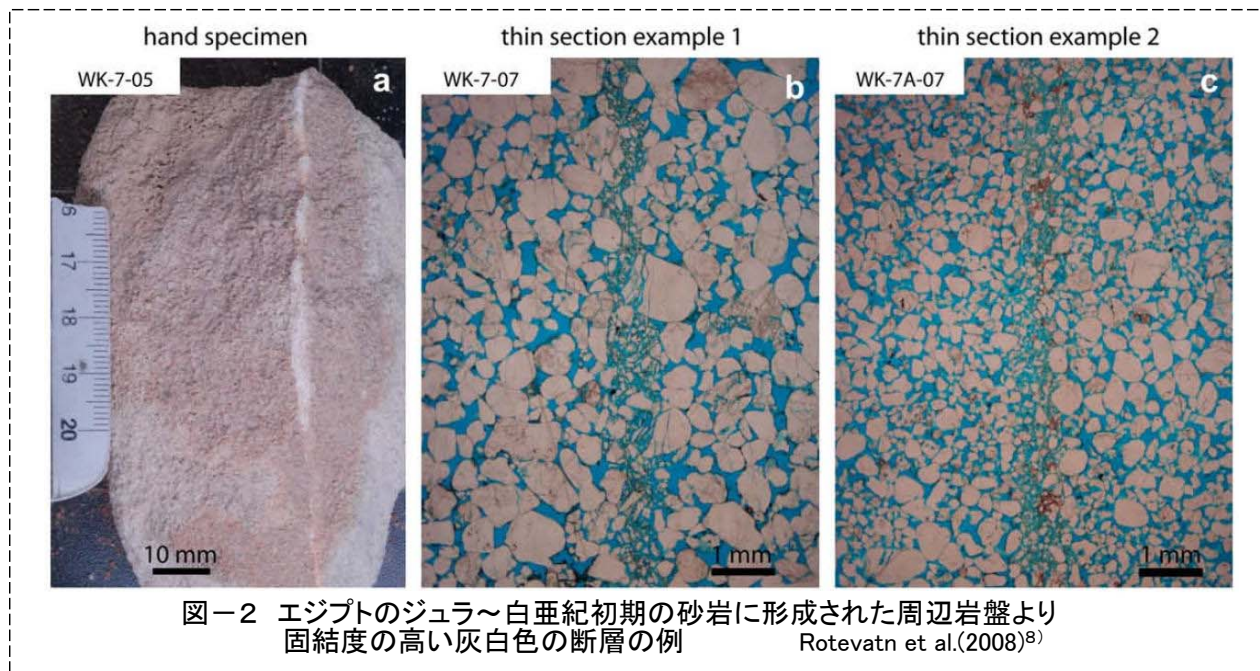 hand specimen
thin section example 1
thin section example 2
WK-7-05
a
WK-7-07
b
WK-7A-07
c
6
17
18
19
20
10 mm
1 mm
1 mm
図－2 エジプトのジュラ～白亜紀初期の砂岩に形成された周辺岩盤より
固結度の高い灰白色の断層の例 Rotevatn et al.(2008)8)